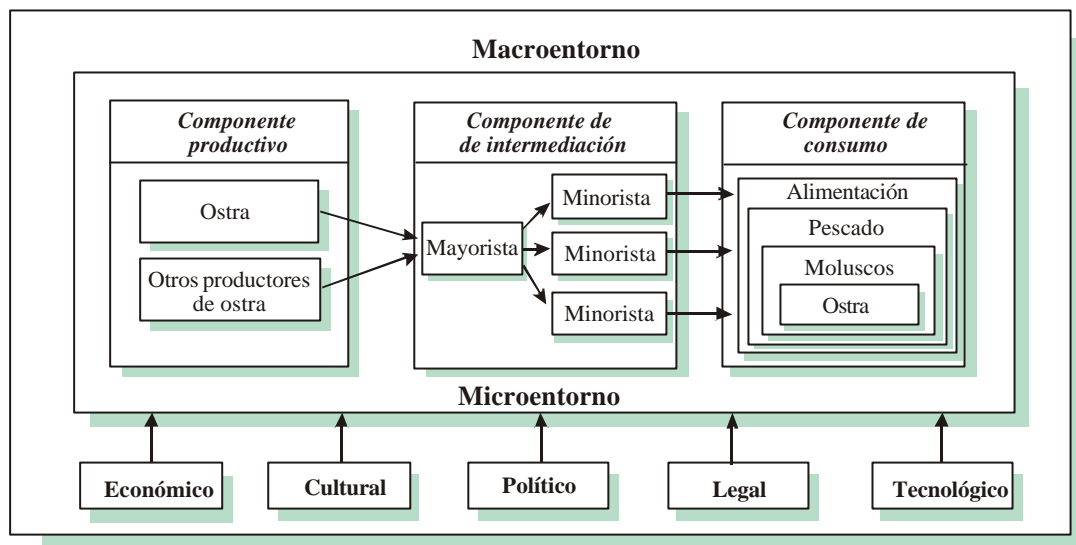 Macroentorno
Componente
productivo
Ostra
Otros productores
de ostra
Componente de
de intermediación
Mayorista
Minorista
Minorista
Minorista
Componente de
consumo
Alimentación
Pescado
Moluscos
Ostra
Microentorno
Económico
Cultural
Político
Legal
Tecnológico